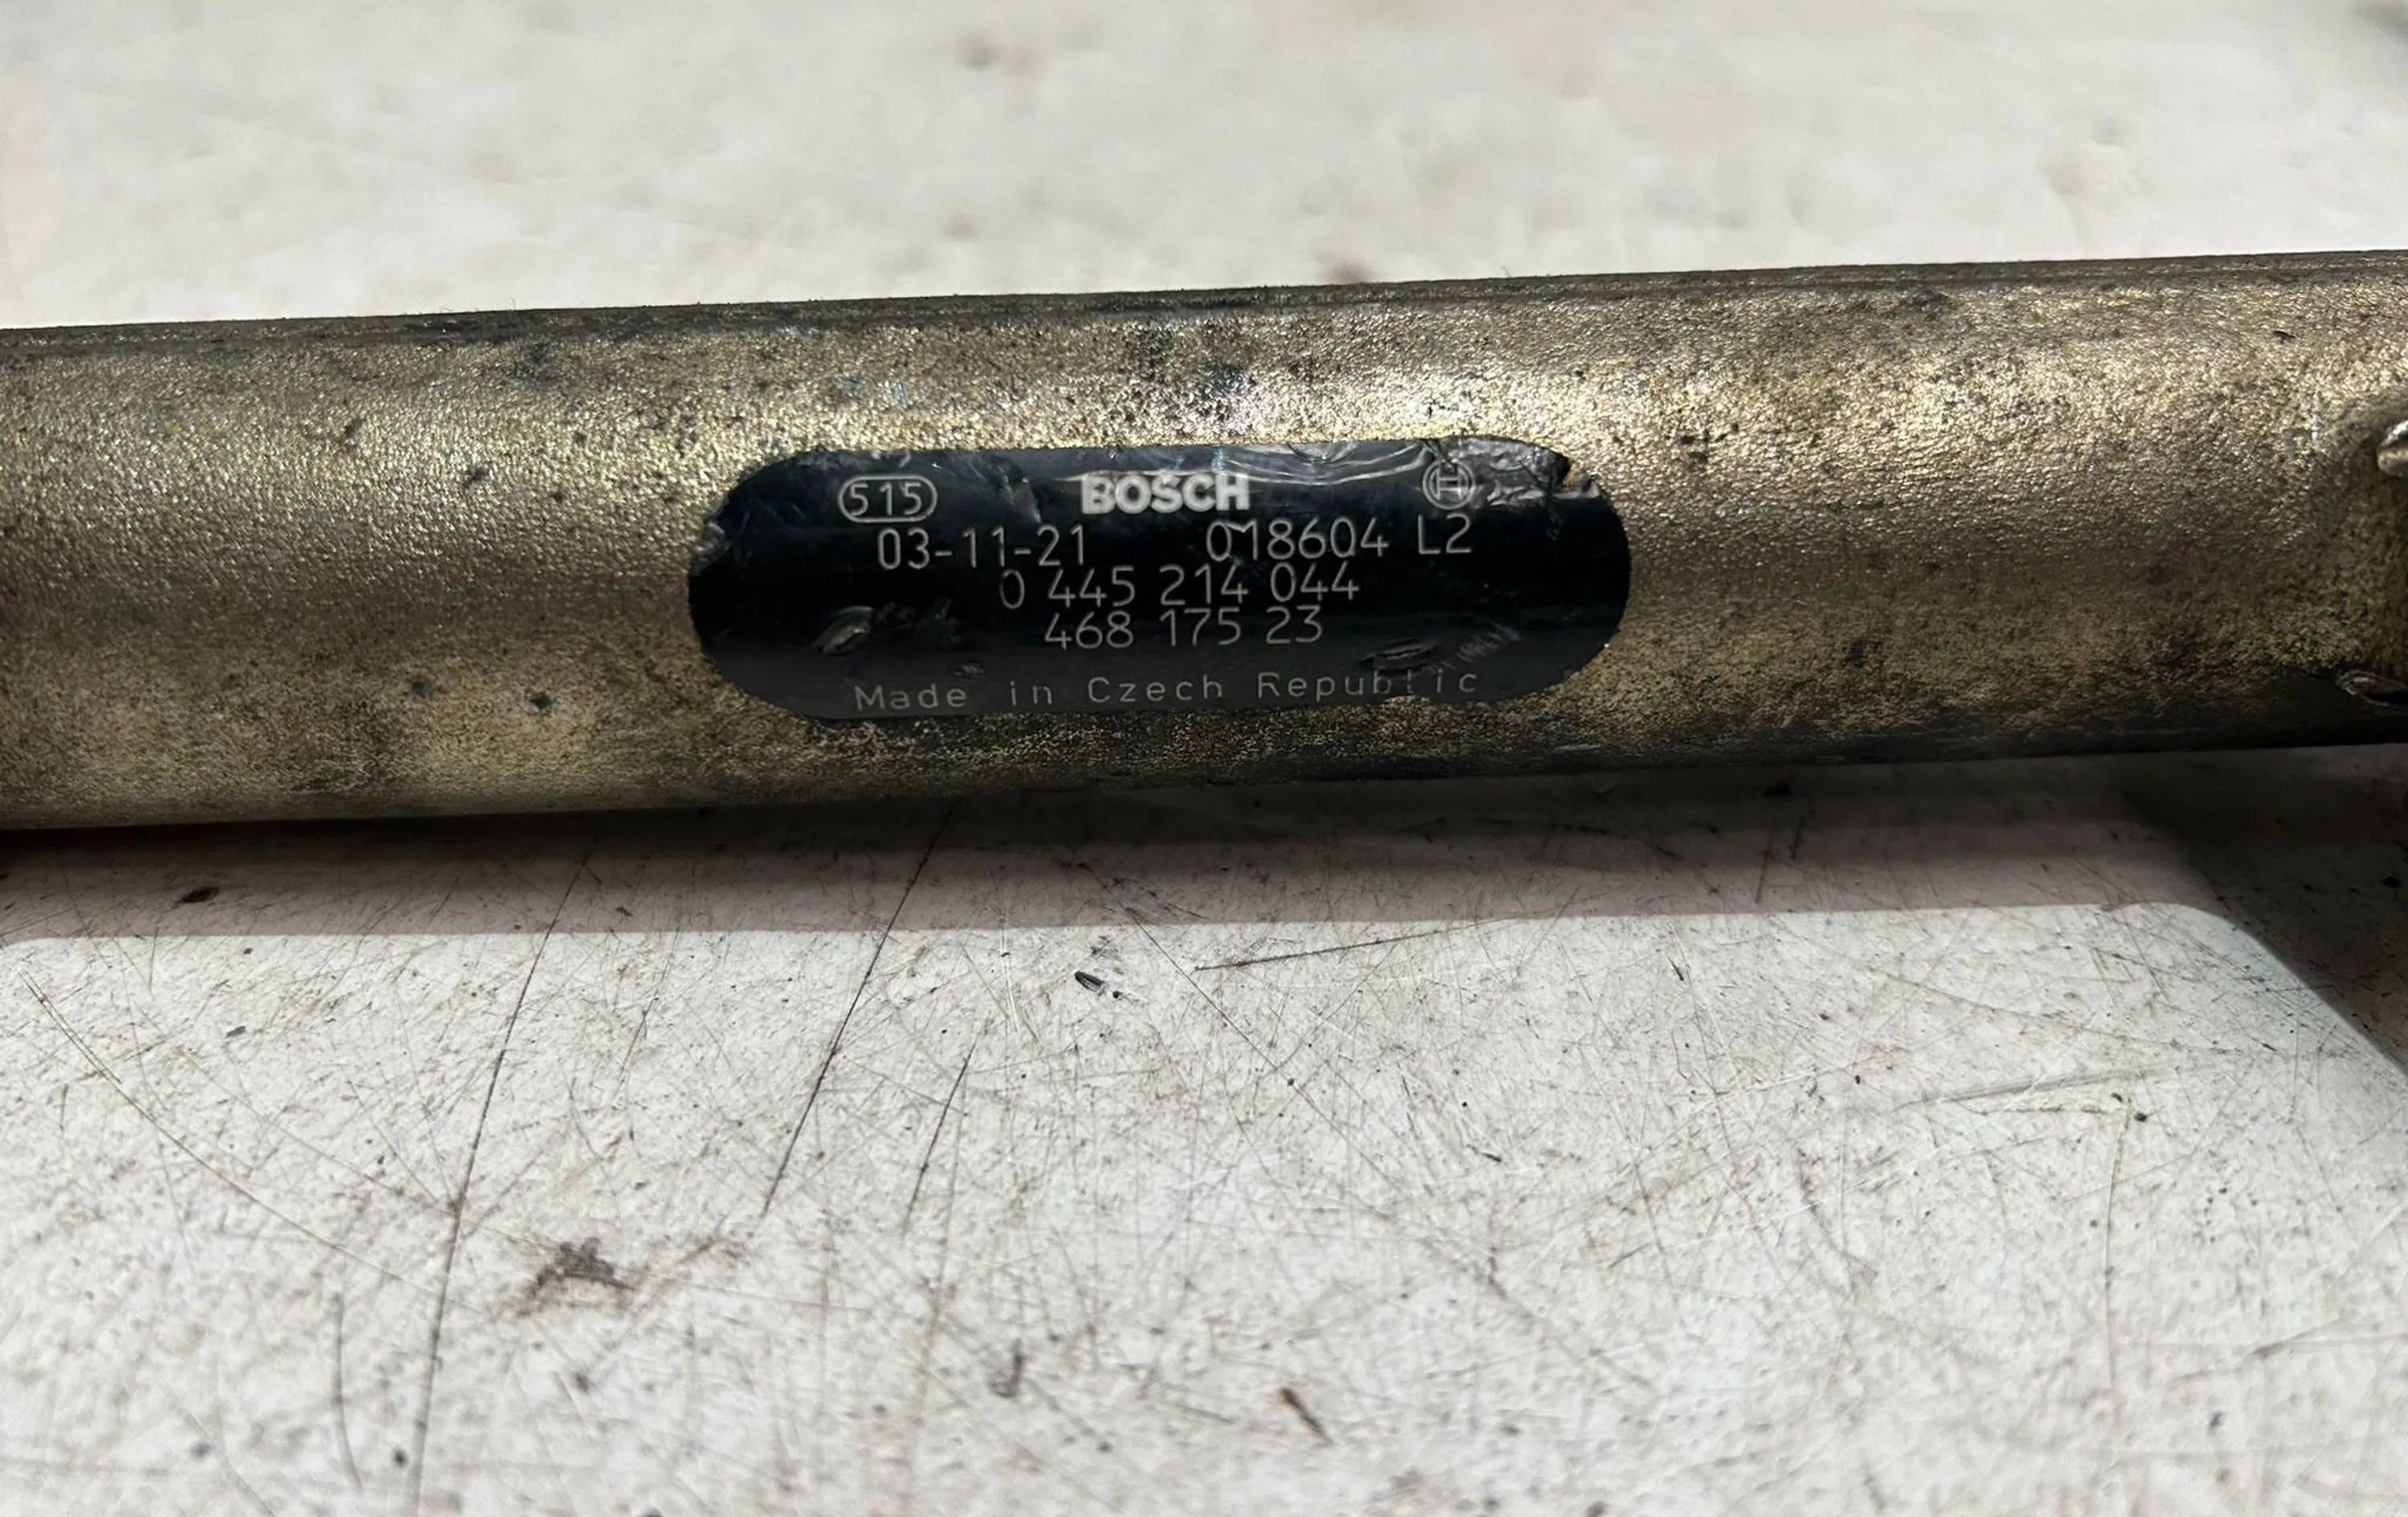 515 BOSCH H
03-11-21 018604 L2
0 445 214 044
468 175 23
Made in Czech Republic